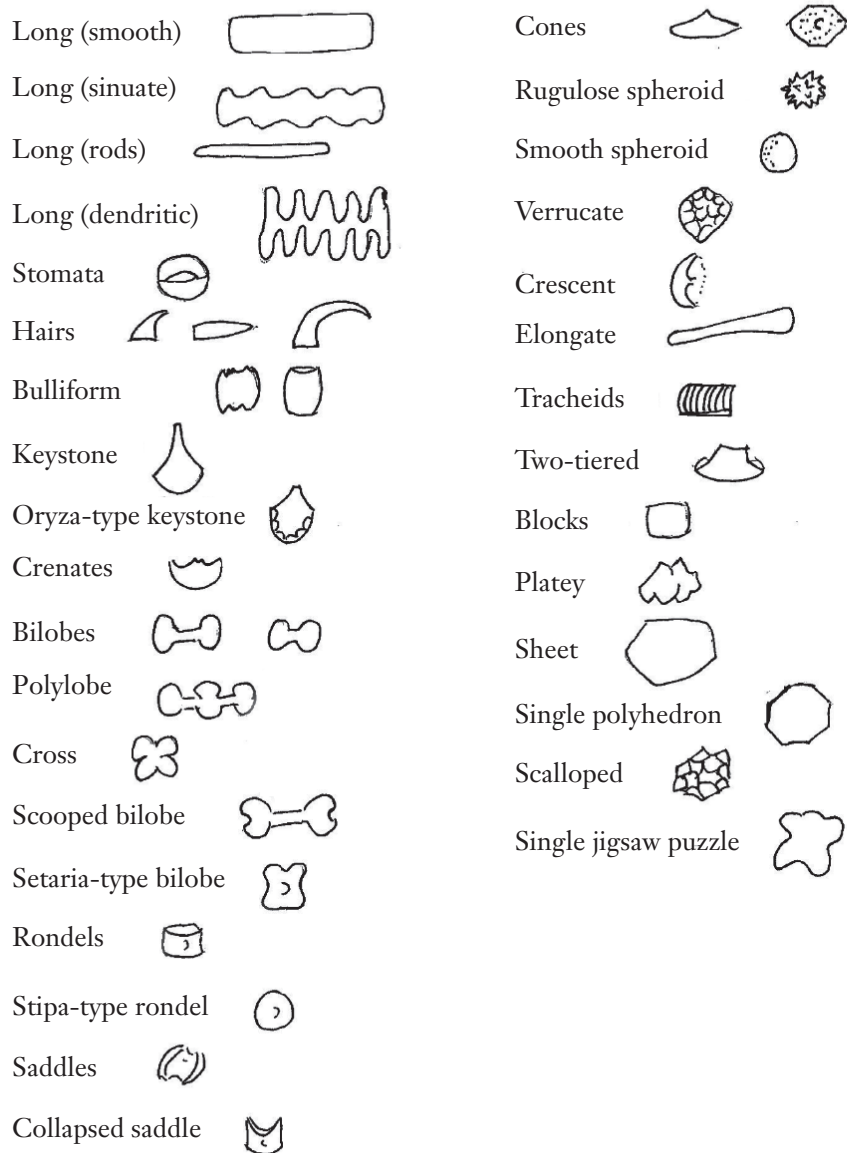 Long (smooth)
Long (sinuate)
Long (rods)
Long (dendritic)
Stomata
Hairs
Bulliform
Keystone
Oryza-type keystone
Crenates
Bilobes
Polylobe
Cross
Scooped bilobe
Setaria-type bilobe
Rondels
Stipa-type rondel
Saddles
Collapsed saddle
Cones
Rugulose spheroid
Smooth spheroid
Verrucate
Crescent
Elongate
Tracheids
Two-tiered
Blocks
Platey
Sheet
Single polyhedron
Scalloped
Single jigsaw puzzle